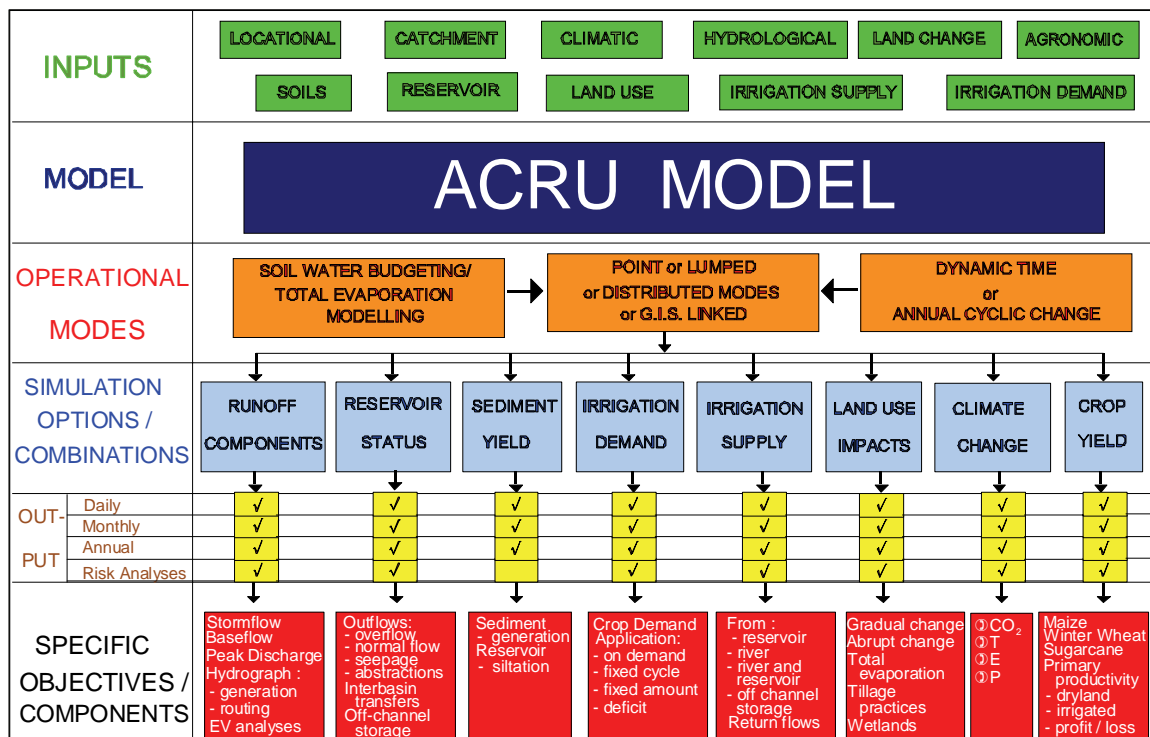 INPUTS
LOCATIONAL
CATCHMENT
CLIMATIC
HYDROLOGICAL
LAND CHANGE
AGRONOMIC
SOILS
RESERVOIR
LAND USE
IRRIGATION SUPPLY
IRRIGATION DEMAND
MODEL
ACRU MODEL
OPERATIONAL
MODES
SOIL WATER BUDGETING/
TOTAL EVAPORATION
MODELLING
POINT or LUMPED
or DISTRIBUTED MODES
or G.I.S. LINKED
DYNAMIC TIME
or
ANNUAL CYCLIC CHANGE
SIMULATION
OPTIONS /
COMBINATIONS
RUNOFF
COMPONENTS
RESERVOIR
STATUS
SEDIMENT
YIELD
IRRIGATION
DEMAND
IRRIGATION
SUPPLY
LAND USE
IMPACTS
CLIMATE
CHANGE
CROP
YIELD
OUT-
PUT
Daily
√ √ √ √ √ √ √ √
Monthly
√ √ √ √ √ √ √ √
Annual
√ √ √ √ √ √ √ √
Risk Analyses
√ √ √ √ √ √ √
SPECIFIC
OBJECTIVES /
COMPONENTS
Stormflow
Baseflow
Peak Discharge
Hydrograph :
- generation
- routing
EV analyses
Outflows:
- overflow
- normal flow
- seepage
- abstractions
Interbasin
transfers
Off-channel
storage
Sediment
- generation
Reservoir
- siltation
Crop Demand
Application:
- on demand
- fixed cycle
- fixed amount
- deficit
From :
- reservoir
- river
- river and
reservoir
- off channel
storage
Return flows
Gradual change
Abrupt change
Total
evaporation
Tillage
practices
Wetlands
CO₂
T
E
P
Maize
Winter Wheat
Sugarcane
Primary
productivity
- dryland
- irrigated
- profit / loss